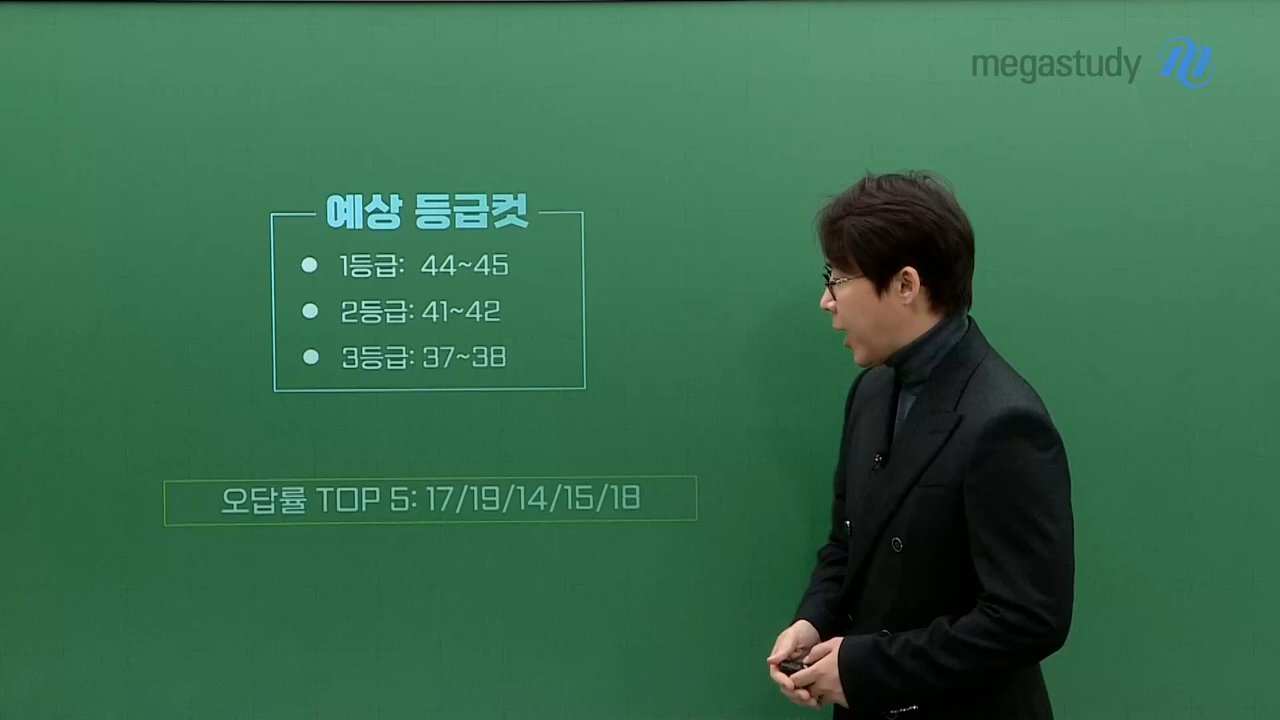 megastudy
예상 등급컷
● 1등급: 44~45
● 2등급: 41~42
● 3등급: 37~38
오답률 TOP 5: 17/19/14/15/18